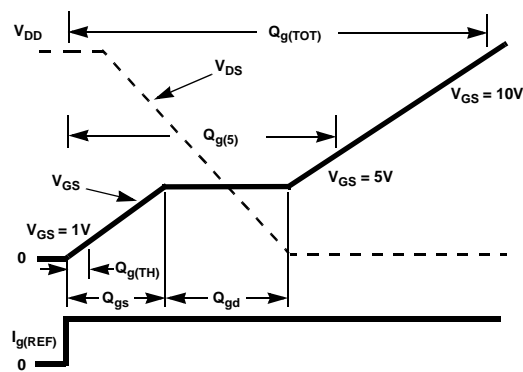 V_DD
Q_g(TOT)
V_DS
V_GS = 10V
Q_g(5)
V_GS
V_GS = 5V
V_GS = 1V
0
Q_g(TH)
Q_gs
Q_gd
I_g(REF)
0